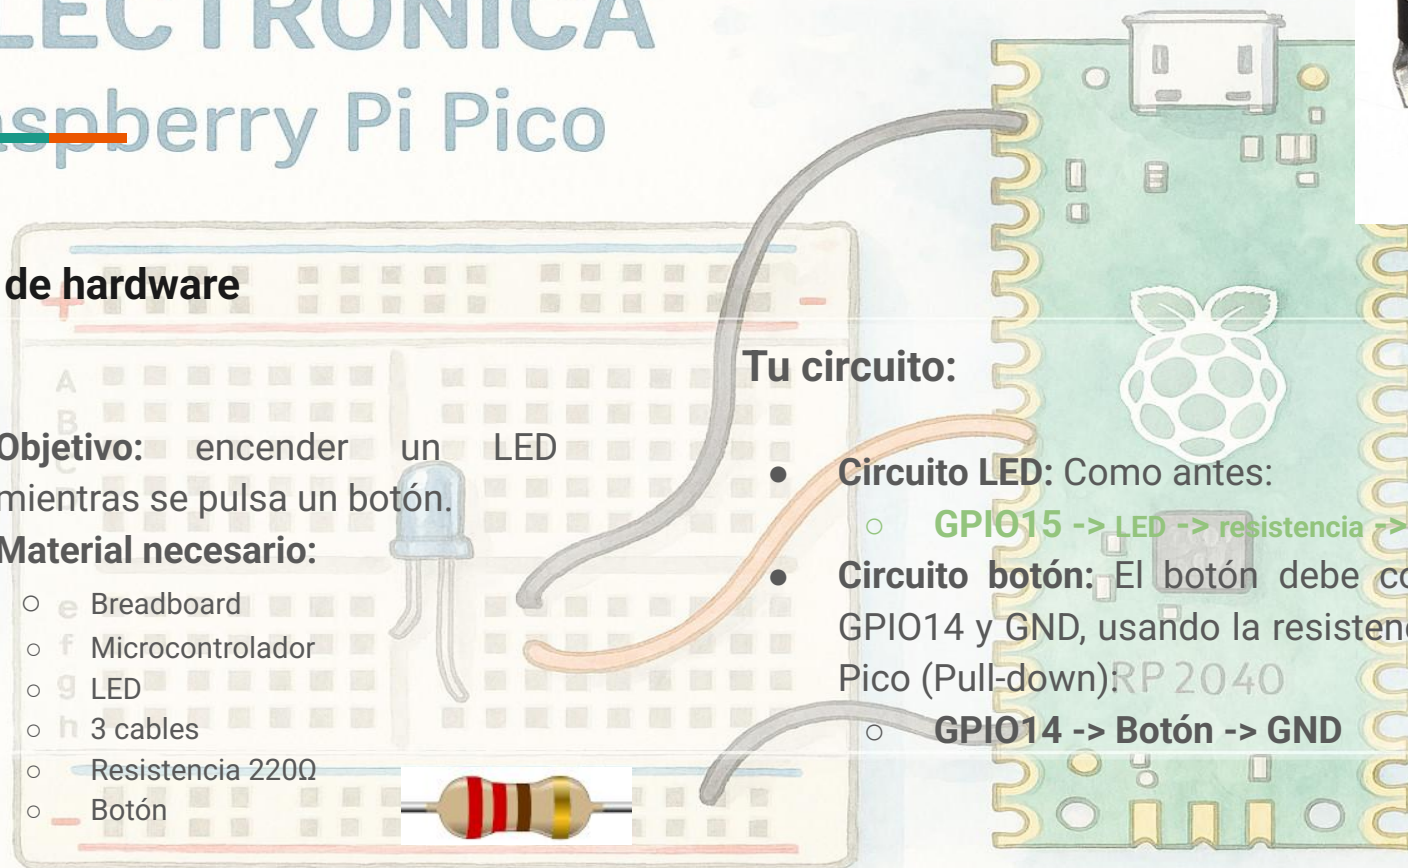 LECTRÓNICA
aspberry Pi Pico
de hardware
Objetivo: encender un LED
mientras se pulsa un botón.
Material necesario:
○ Breadboard
○ Microcontrolador
○ LED
○ 3 cables
○ Resistencia 220Ω
○ Botón
+
-
A
B
C
e
f
g
h
-
Tu circuito:
● Circuito LED: Como antes:
○ GPIO15 -> LED -> resistencia ->
● Circuito botón: El botón debe co
GPIO14 y GND, usando la resistenc
Pico (Pull-down):
○ GPIO14 -> Botón -> GND
RP2040